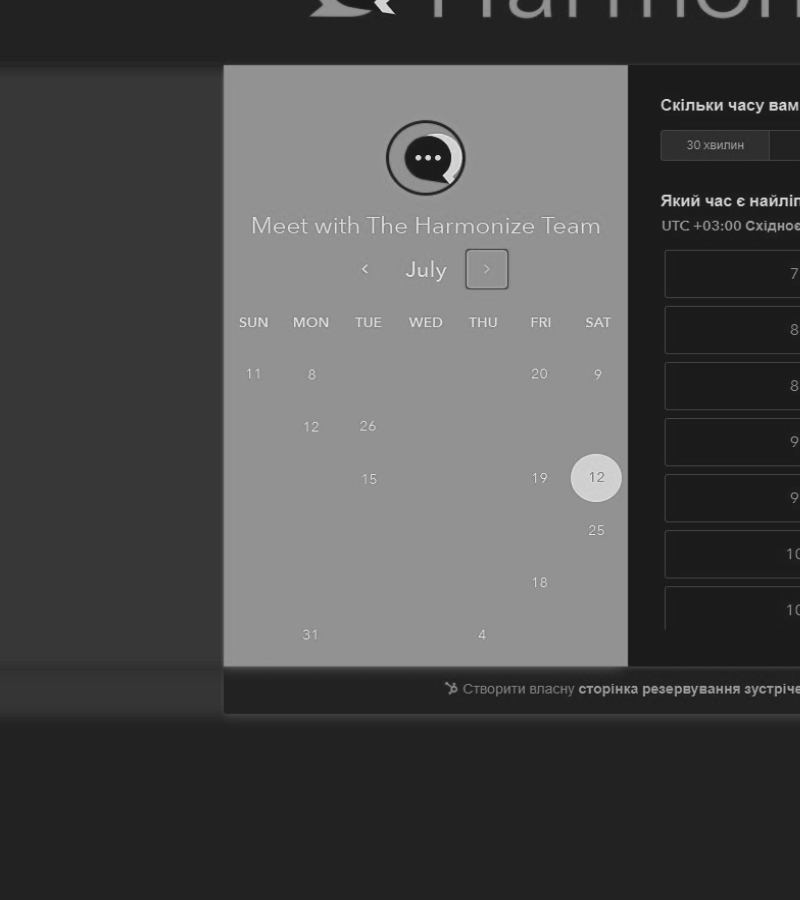 Harmon
Meet with The Harmonize Team
July
SUN MON TUE WED THU FRI SAT
11 8 20 9
12 26
15 19 12
25
18
31 4
Скільки часу вам
30 хвилин
Який час є найліп
UTC +03:00 Східноє
7
8
8
9
9
10
10
Створити власну сторінка резервування зустріче